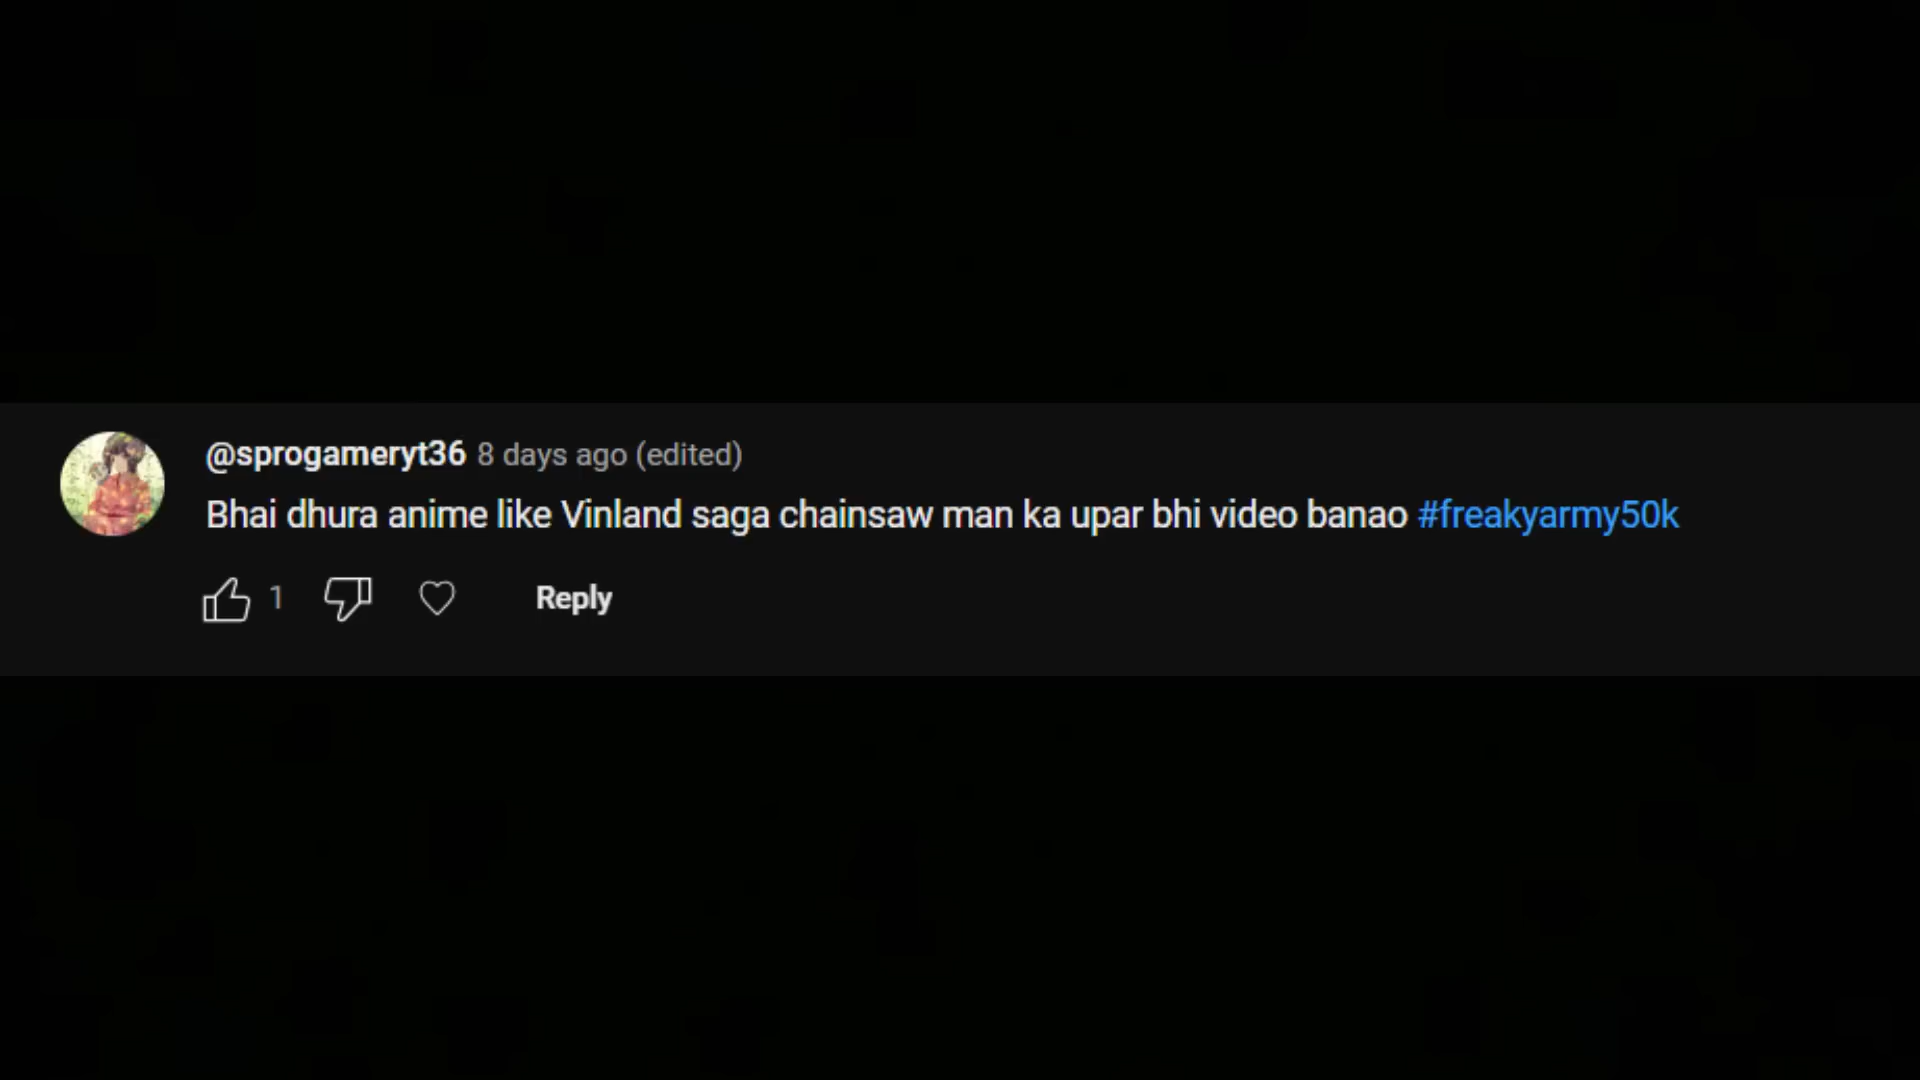 @sprogameryt36 8 days ago (edited)
Bhai dhura anime like Vinland saga chainsaw man ka upar bhi video banao #freakyarmy50k
1 Reply